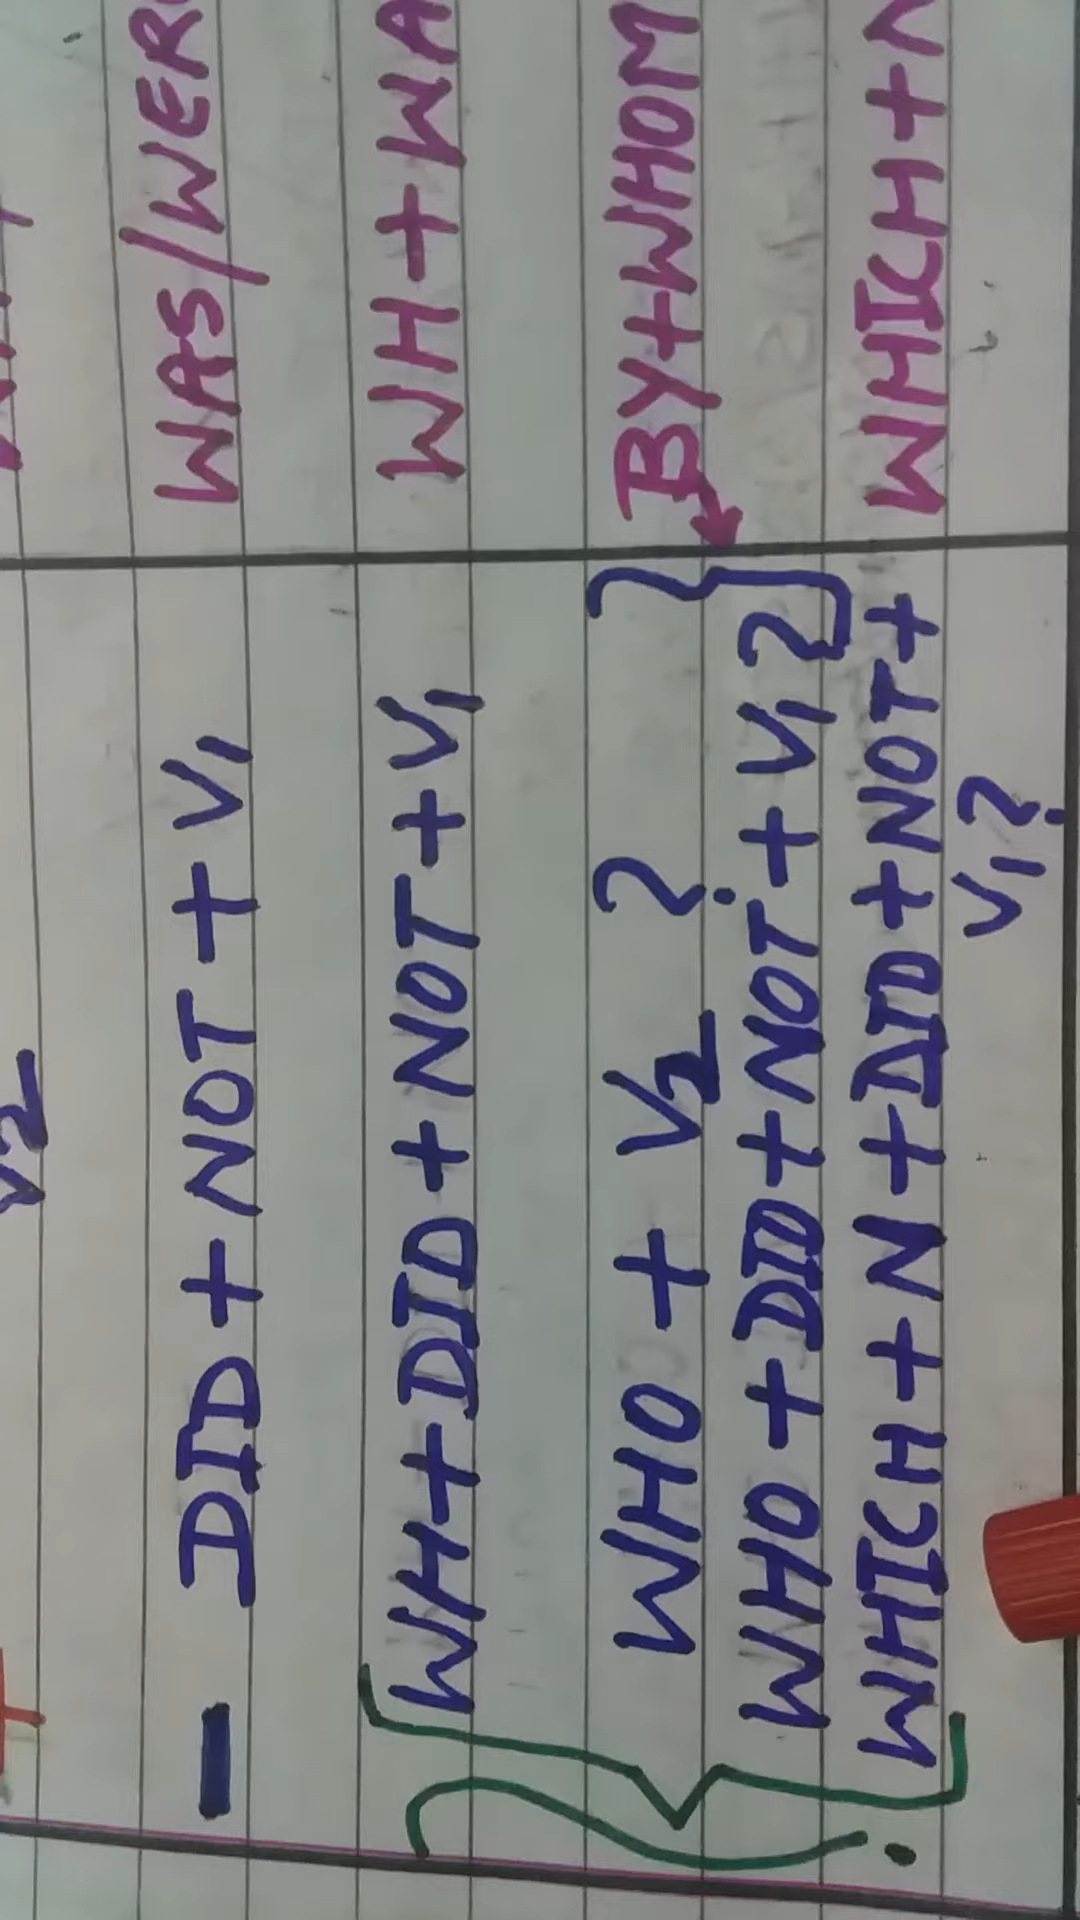 V2
— DID + NOT + V1 WAS/WER
WH + DID + NOT + V1 WH + WA
WHO + V2 ? BY + WHOM
WHO + DID + NOT + V1 ?
WHICH + N + DID + NOT + WHICH + N
V1 ?
?